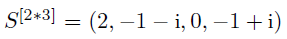 S^{[2*3]} = (2, −1 − i, 0, −1 + i)